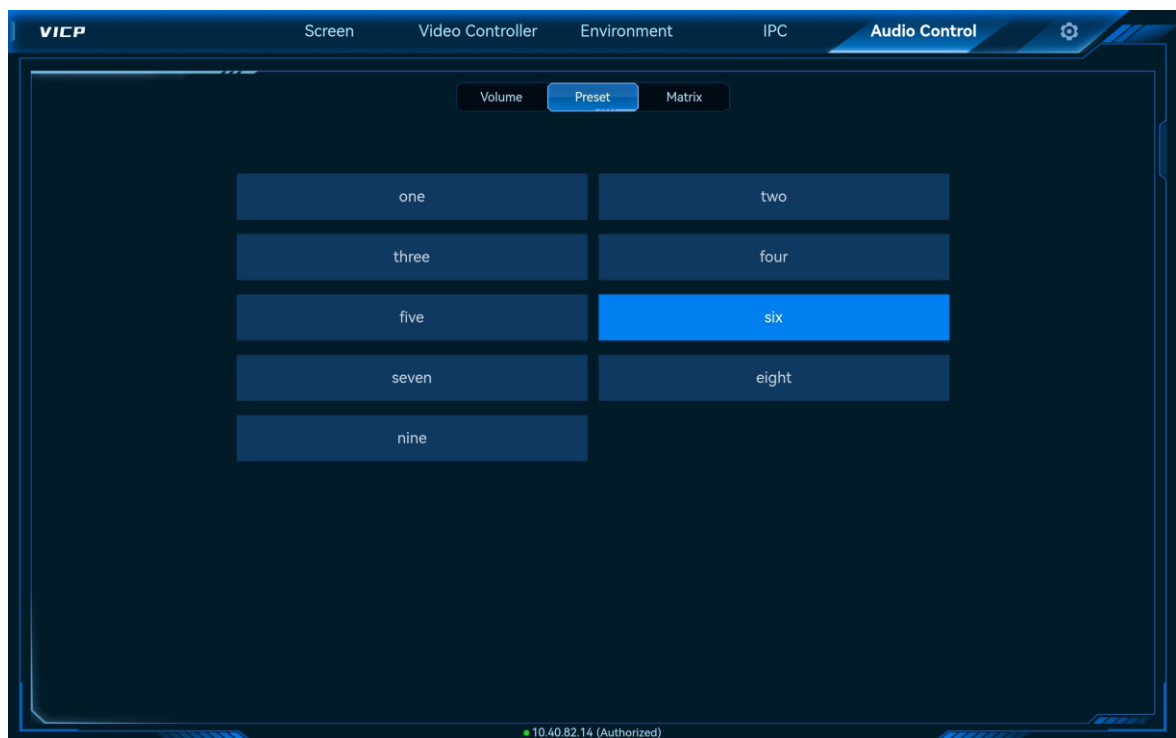 VICP Screen Video Controller Environment IPC Audio Control
Volume Preset Matrix
one two
three four
five six
seven eight
nine
10.40.82.14 (Authorized)